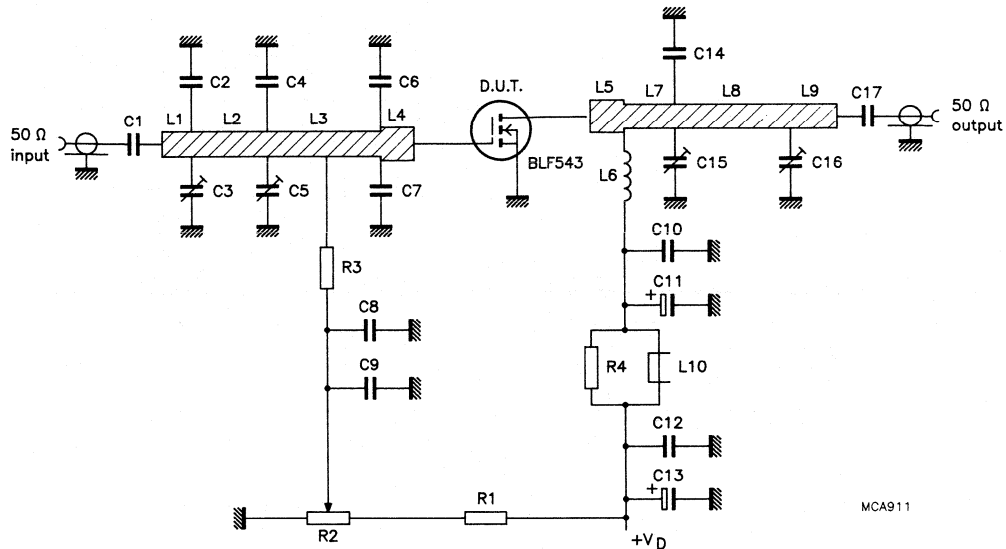 C14
C2
C4
C6
D.U.T.
L5
L7
L8
L9
C17
50 Ω
input
C1
L1
L2
L3
L4
50 Ω
output
BLF543
C3
C5
C7
L6
C15
C16
R3
C10
C11
+
C8
C9
R4
L10
C12
C13
+
R1
R2
+VD
MCA911